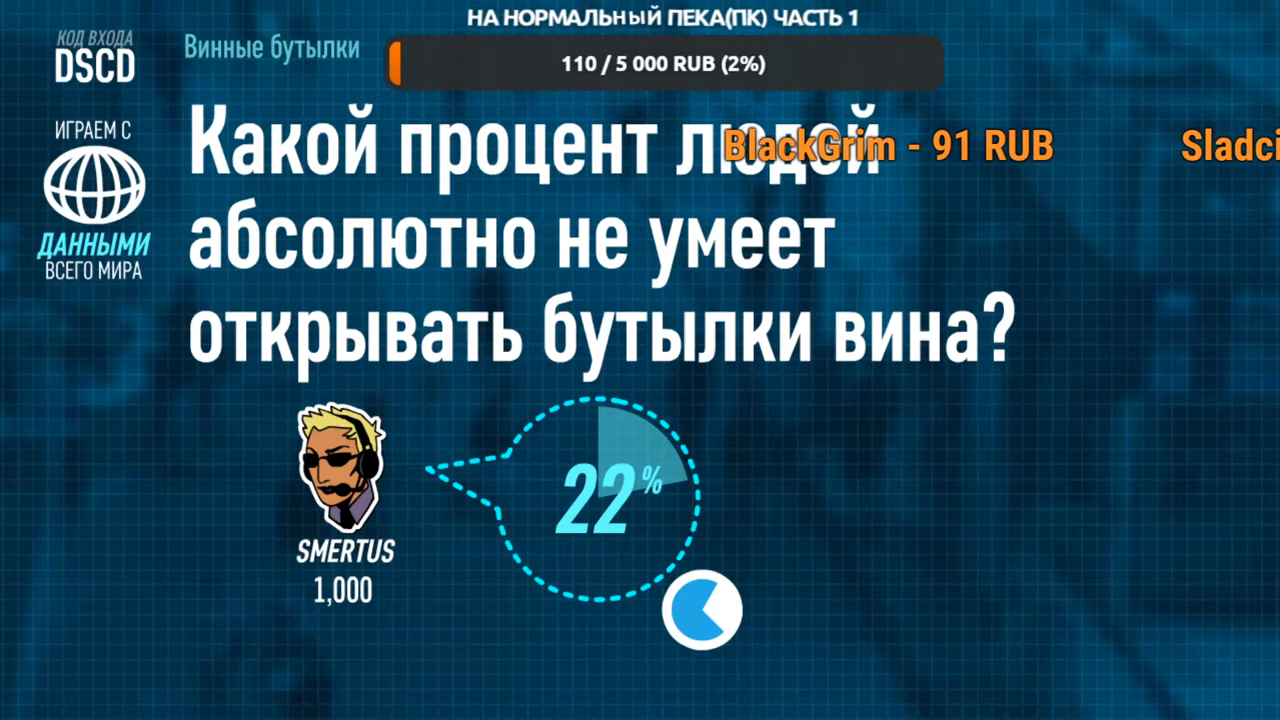 НА НОРМАЛЬНЫЙ ПЕКА(ПК) ЧАСТЬ 1
110 / 5 000 RUB (2%)
КОД ВХОДА
DSCD
Винные бутылки
ИГРАЕМ С
ДАННЫМИ
ВСЕГО МИРА
Какой процент людей
BlackGrim - 91 RUB Sladci
абсолютно не умеет
открывать бутылки вина?
22%
SMERTUS
1,000